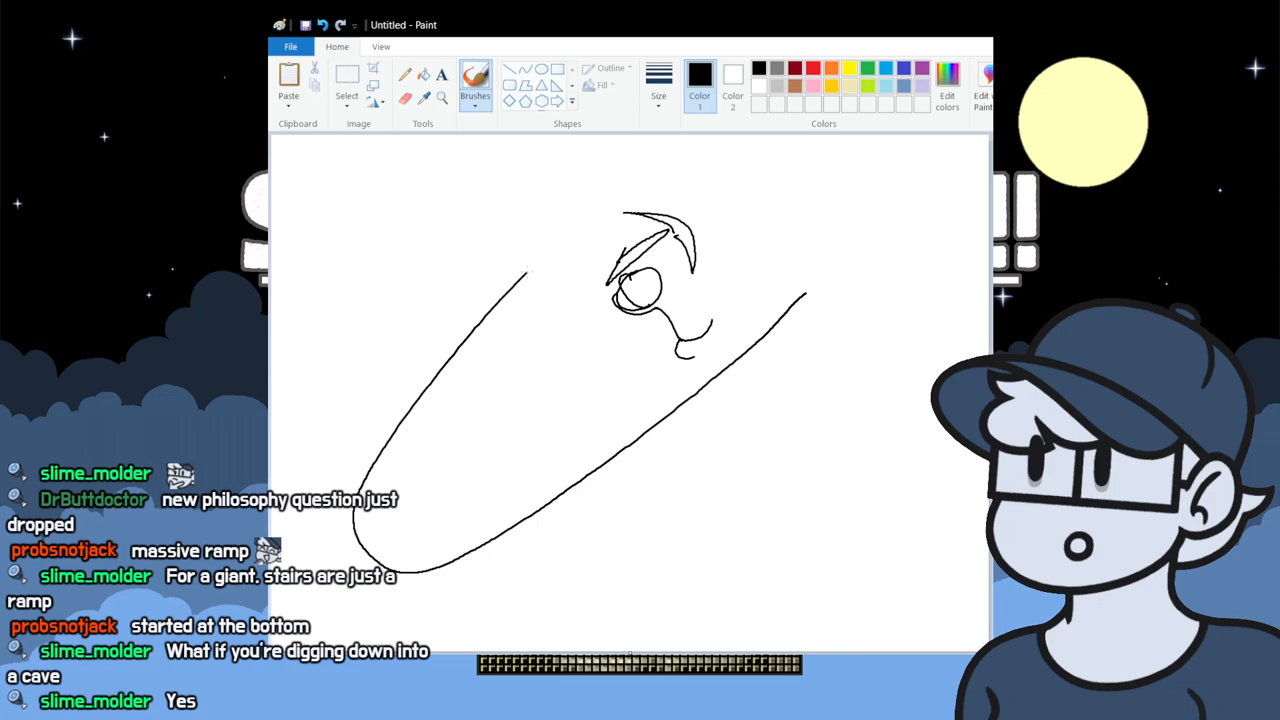 Untitled - Paint
File Home View
Paste
Select
Brushes
Outline
Fill
Size
Color 1
Color 2
Edit colors
Edit w
Paint
Clipboard Image Tools Shapes Colors
slime_molder
DrButtdoctor new philosophy question just
dropped
probsnotjack massive ramp
slime_molder For a giant. stairs are just a
ramp
probsnotjack started at the bottom
slime_molder What if you're digging down into
a cave
slime_molder Yes